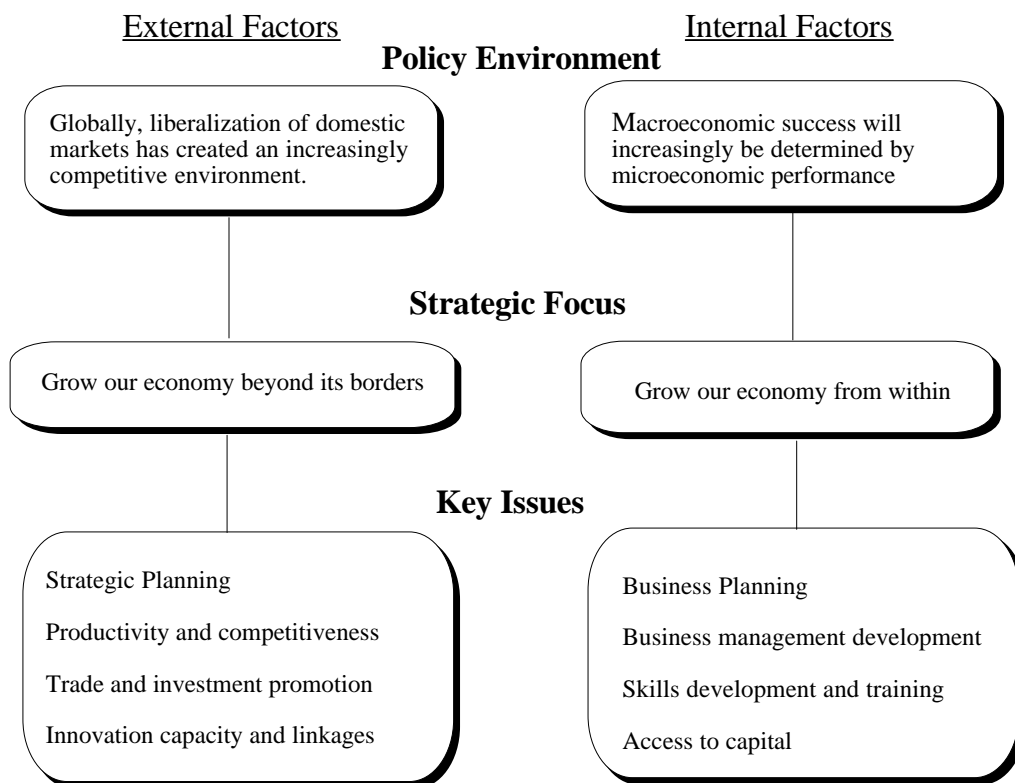 External Factors
Internal Factors
Policy Environment
Globally, liberalization of domestic
markets has created an increasingly
competitive environment.
Macroeconomic success will
increasingly be determined by
microeconomic performance
Strategic Focus
Grow our economy beyond its borders
Grow our economy from within
Key Issues
Strategic Planning
Productivity and competitiveness
Trade and investment promotion
Innovation capacity and linkages
Business Planning
Business management development
Skills development and training
Access to capital